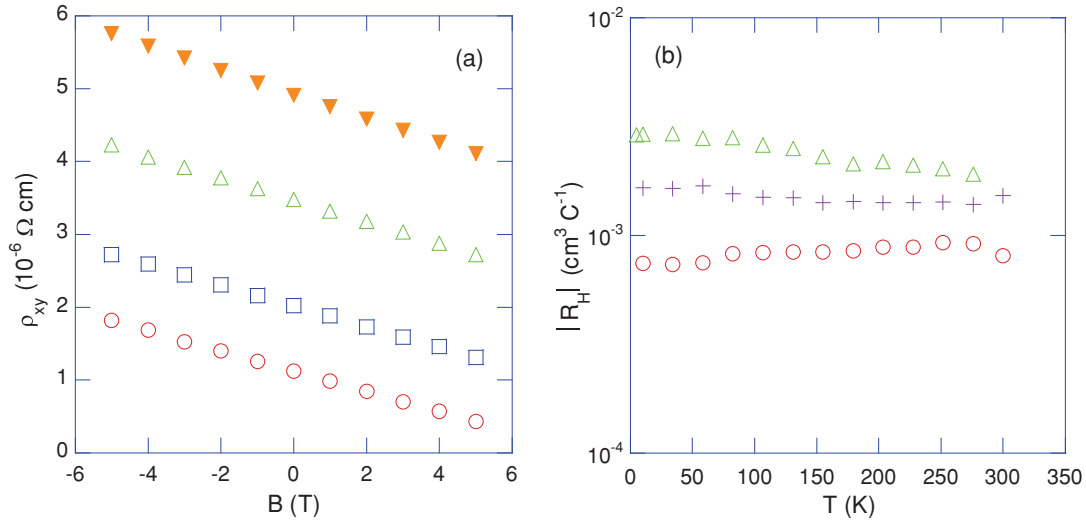 6
5
4
3
2
1
0
-6 -4 -2 0 2 4 6
ρxy (10⁻⁶ Ω cm)
B (T)
(a)
10⁻²
10⁻³
10⁻⁴
0 50 100 150 200 250 300 350
|R_H| (cm³ C⁻¹)
T (K)
(b)